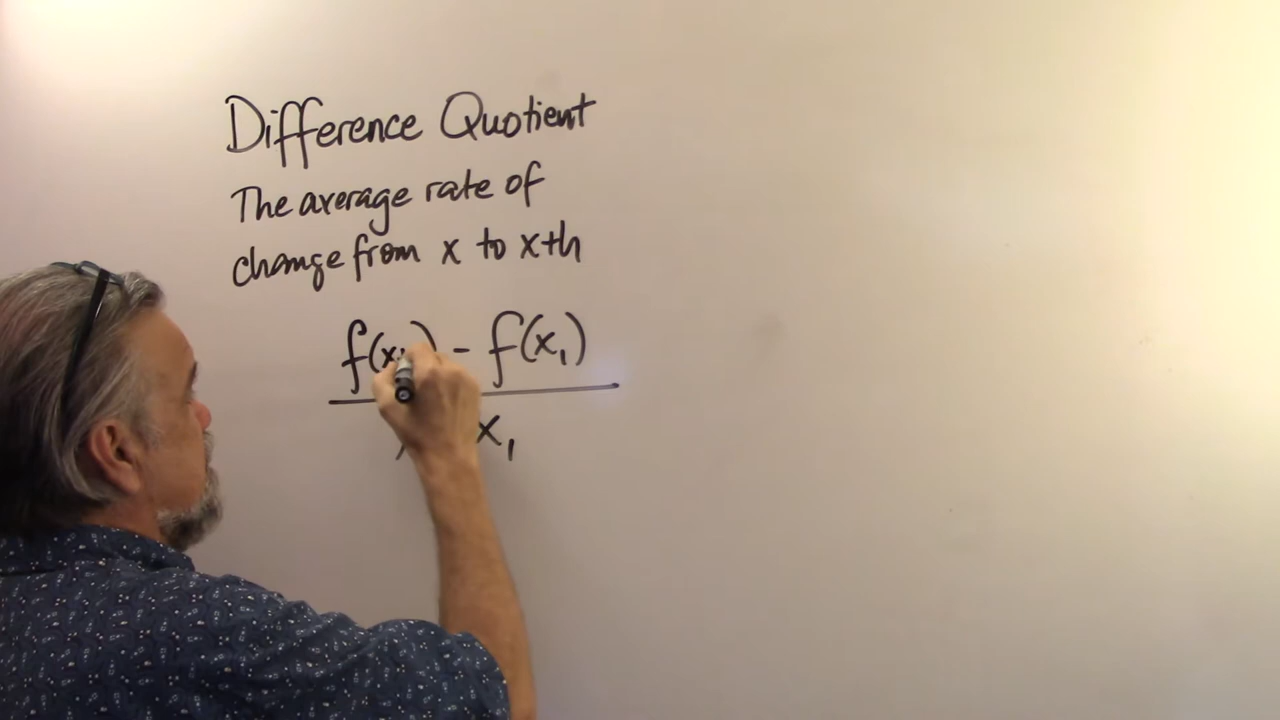 Difference Quotient
The average rate of
change from x to x+h
f(x ) - f(x₁)
x₁